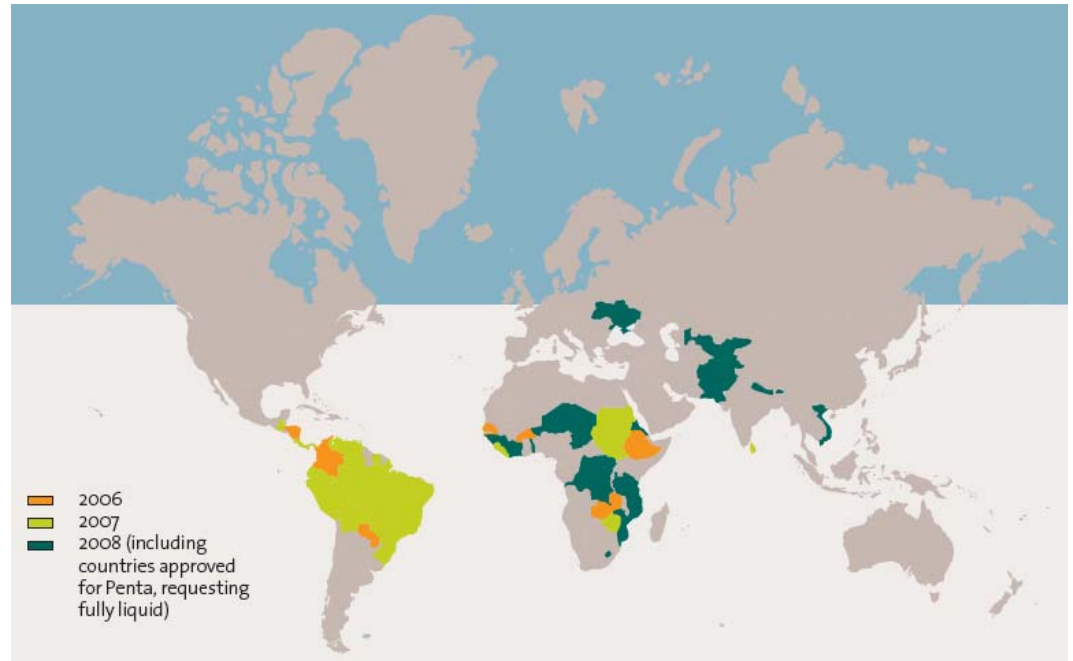 2006
2007
2008 (including
countries approved
for Penta, requesting
fully liquid)